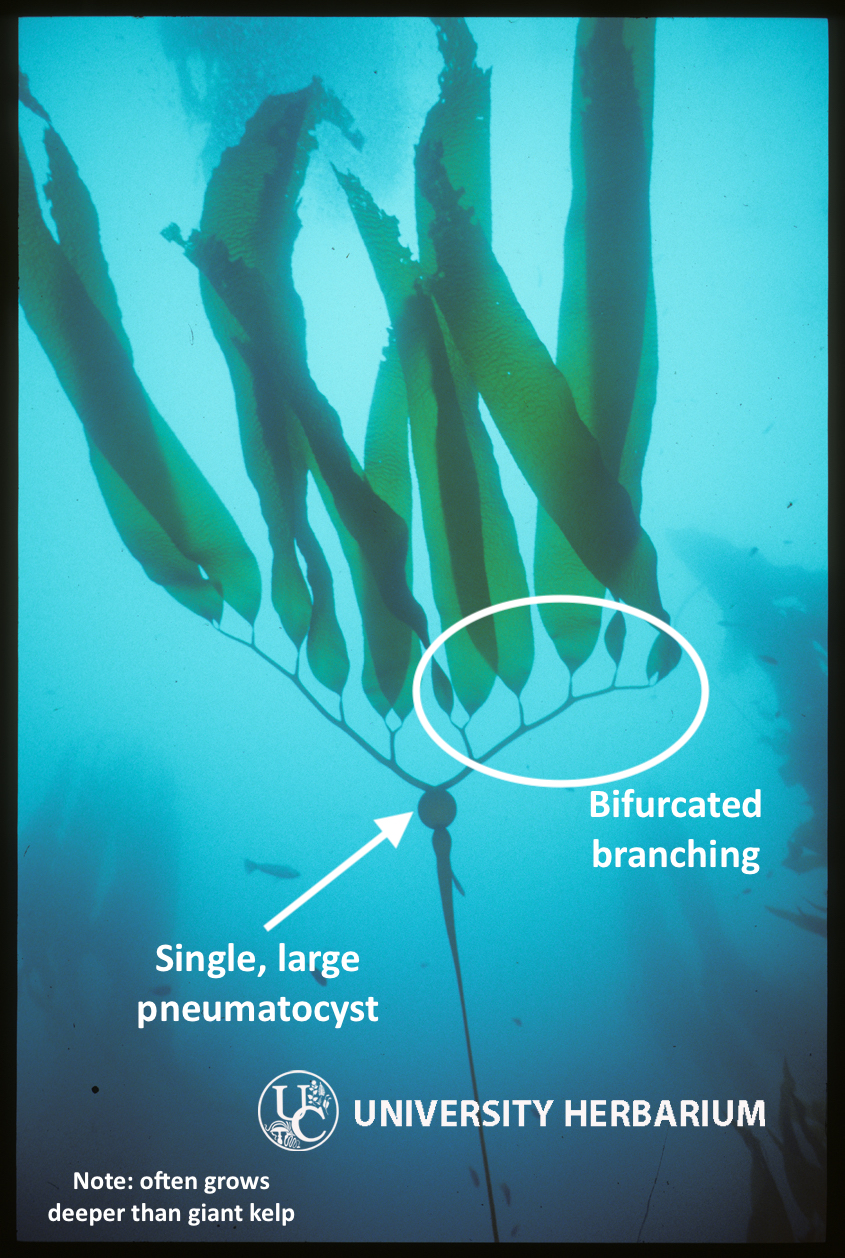 Bifurcated
branching
Single, large
pneumatocyst
UC
UNIVERSITY HERBARIUM
Note: often grows
deeper than giant kelp